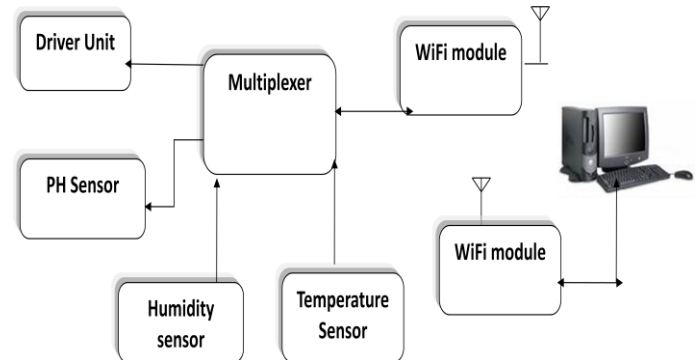 Driver Unit
WiFi module
Multiplexer
PH Sensor
WiFi module
Humidity
sensor
Temperature
Sensor